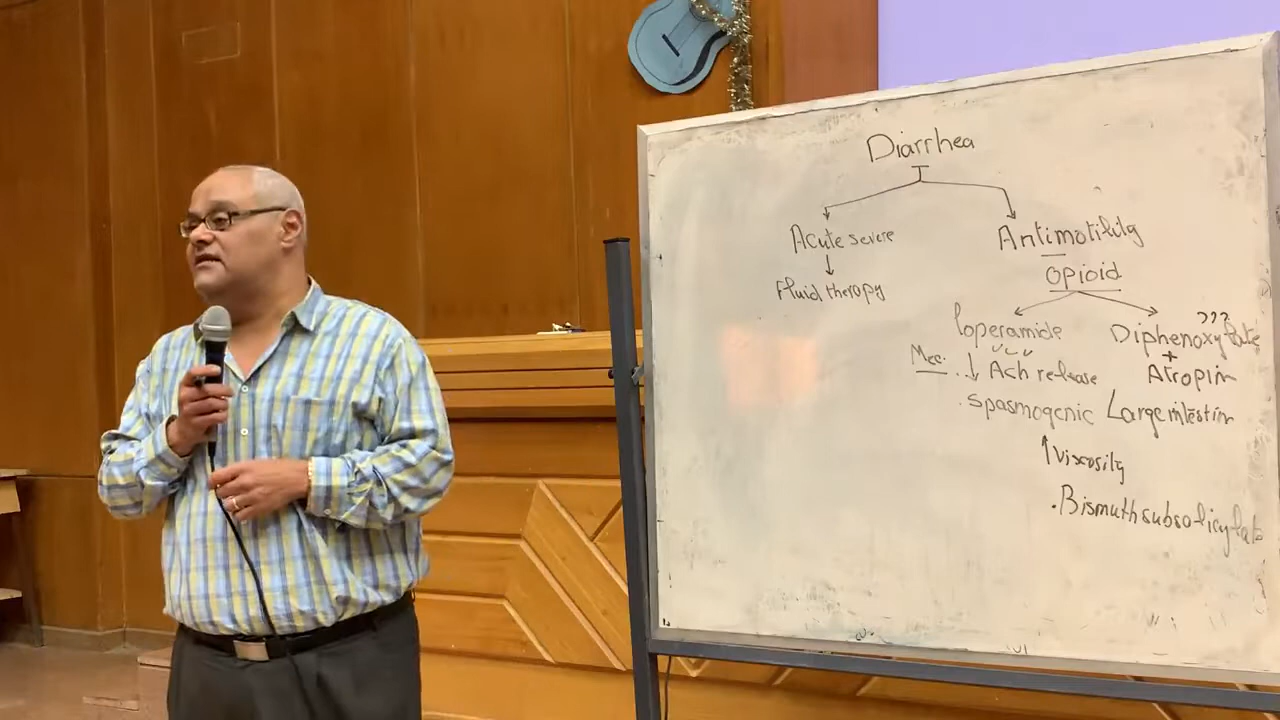 Diarrhea
Acute severe
Fluid therapy
Antimotility
opioid
loperamide
Diphenoxylate
???
+
Atropin
Mec. ↓ Ach release
. spasmogenic Large intestin
↑ viscosity
. Bismuth subsalicylate